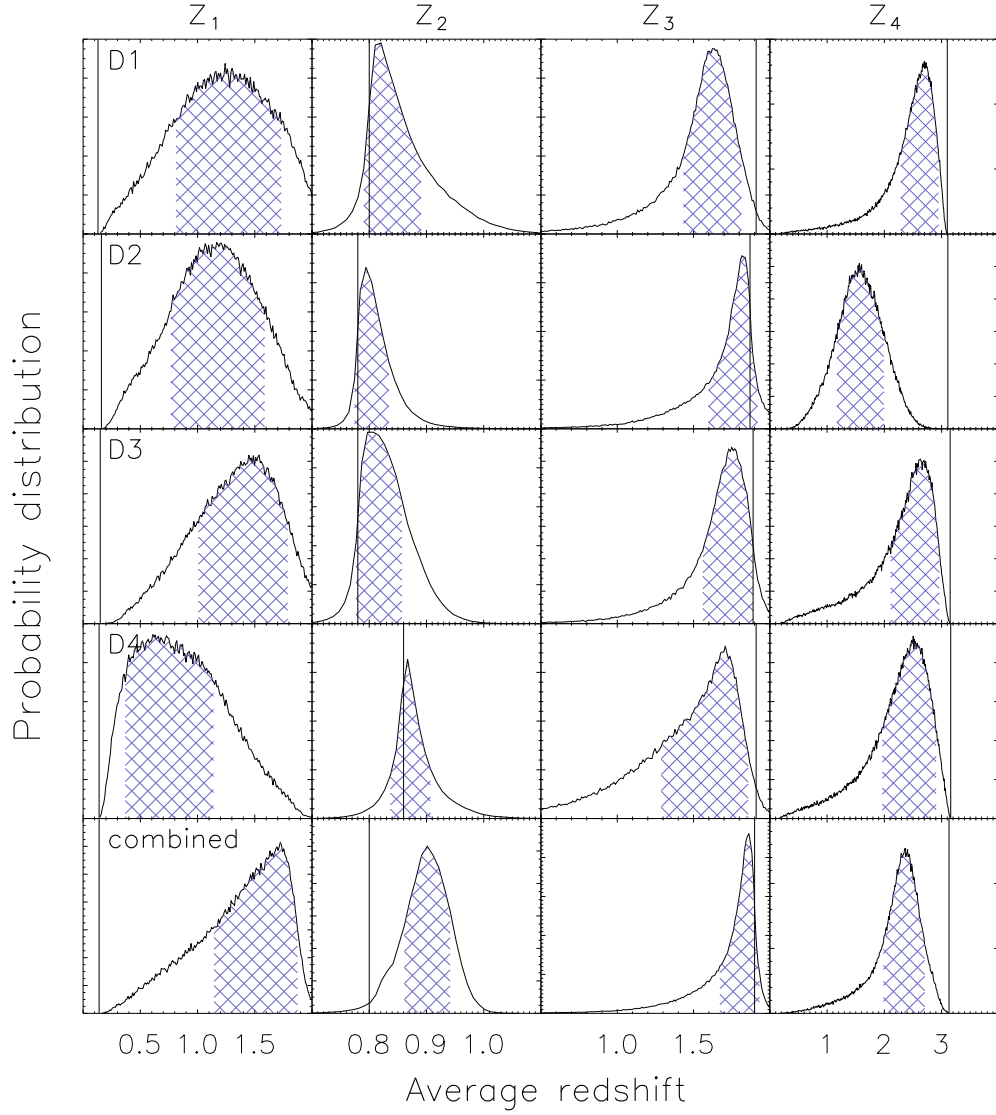 Z1 Z2 Z3 Z4
D1
D2
D3
D4
combined
Probability distribution
0.5 1.0 1.5 0.8 0.9 1.0 1.0 1.5 1 2 3
Average redshift